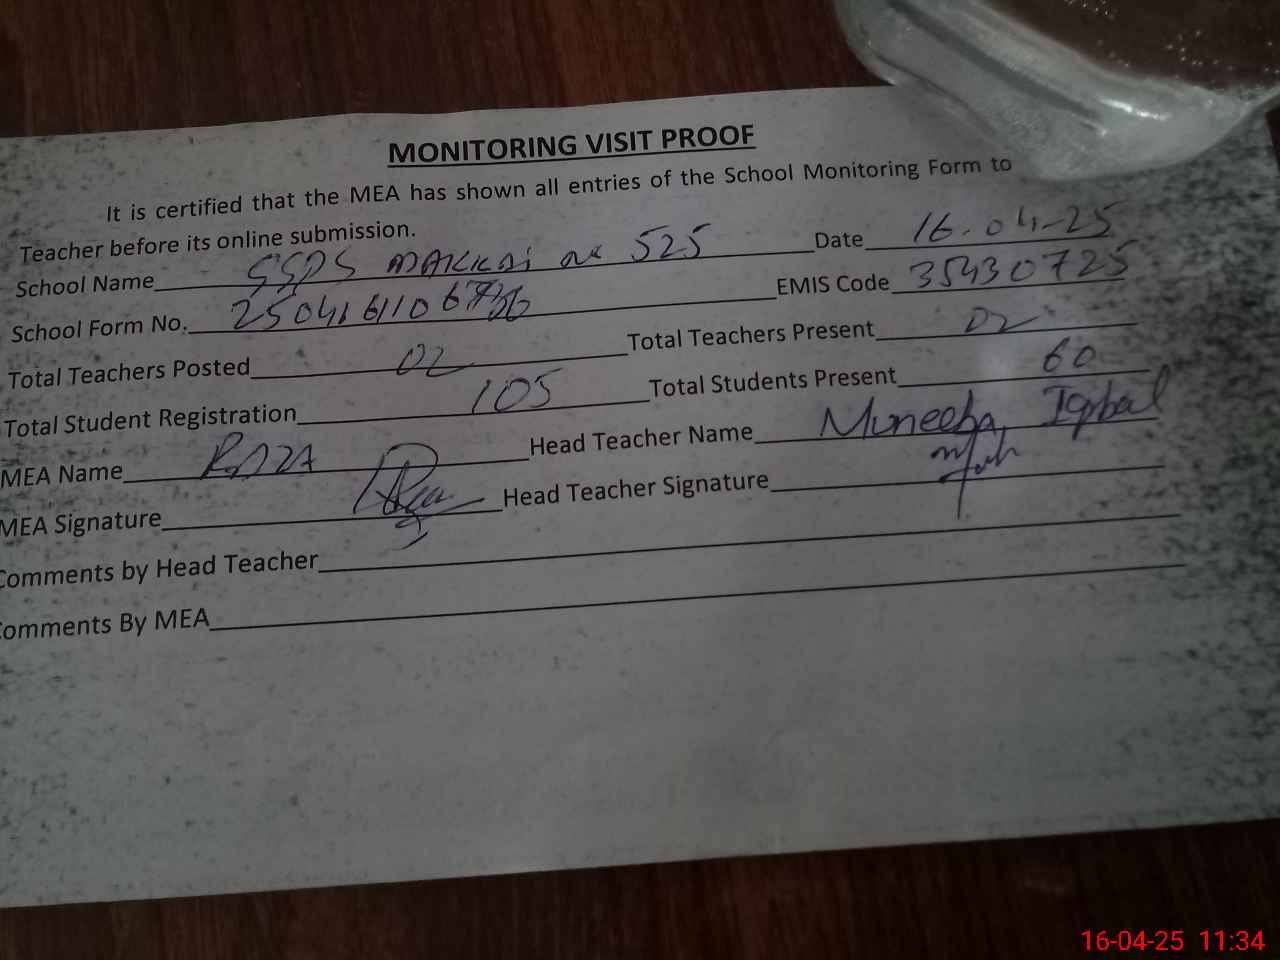 MONITORING VISIT PROOF
It is certified that the MEA has shown all entries of the School Monitoring Form to
Teacher before its online submission.
School Name 525 Date 16-04-25
School Form No. EMIS Code 35430725
Total Teachers Posted 02 Total Teachers Present 02
Total Student Registration 105 Total Students Present 60
MEA Name RAZA Head Teacher Name Muneeba Iqbal
MEA Signature Head Teacher Signature
Comments by Head Teacher
Comments By MEA
16-04-25 11:34